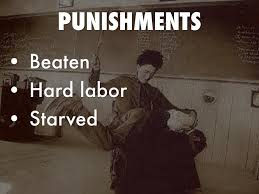 PUNISHMENTS
• Beaten
• Hard labor
• Starved